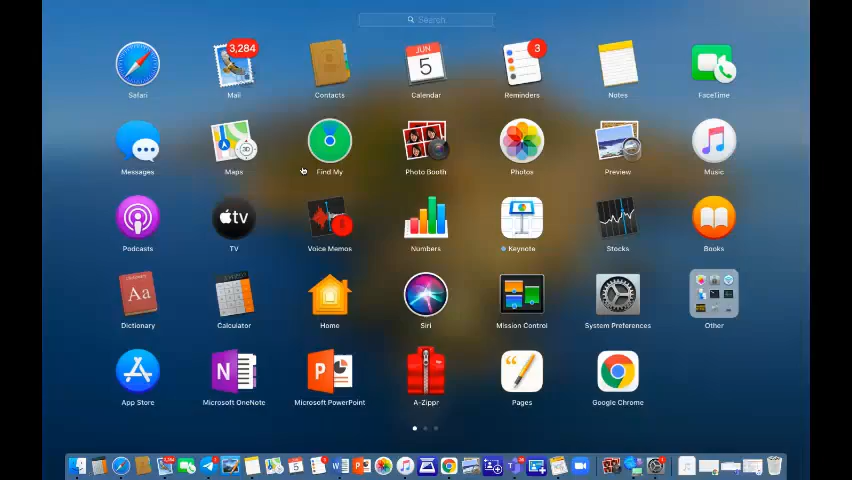 Search
3,284
JUN
5
3
Safari
Mail
Contacts
Calendar
Reminders
Notes
FaceTime
3D
Messages
Maps
Find My
Photo Booth
Photos
Preview
Music
tv
Podcasts
TV
Voice Memos
Numbers
Keynote
Stocks
Books
Aa
Dictionary
Calculator
Home
Siri
Mission Control
System Preferences
Other
N
P
App Store
Microsoft OneNote
Microsoft PowerPoint
A-Zippr
Pages
Google Chrome